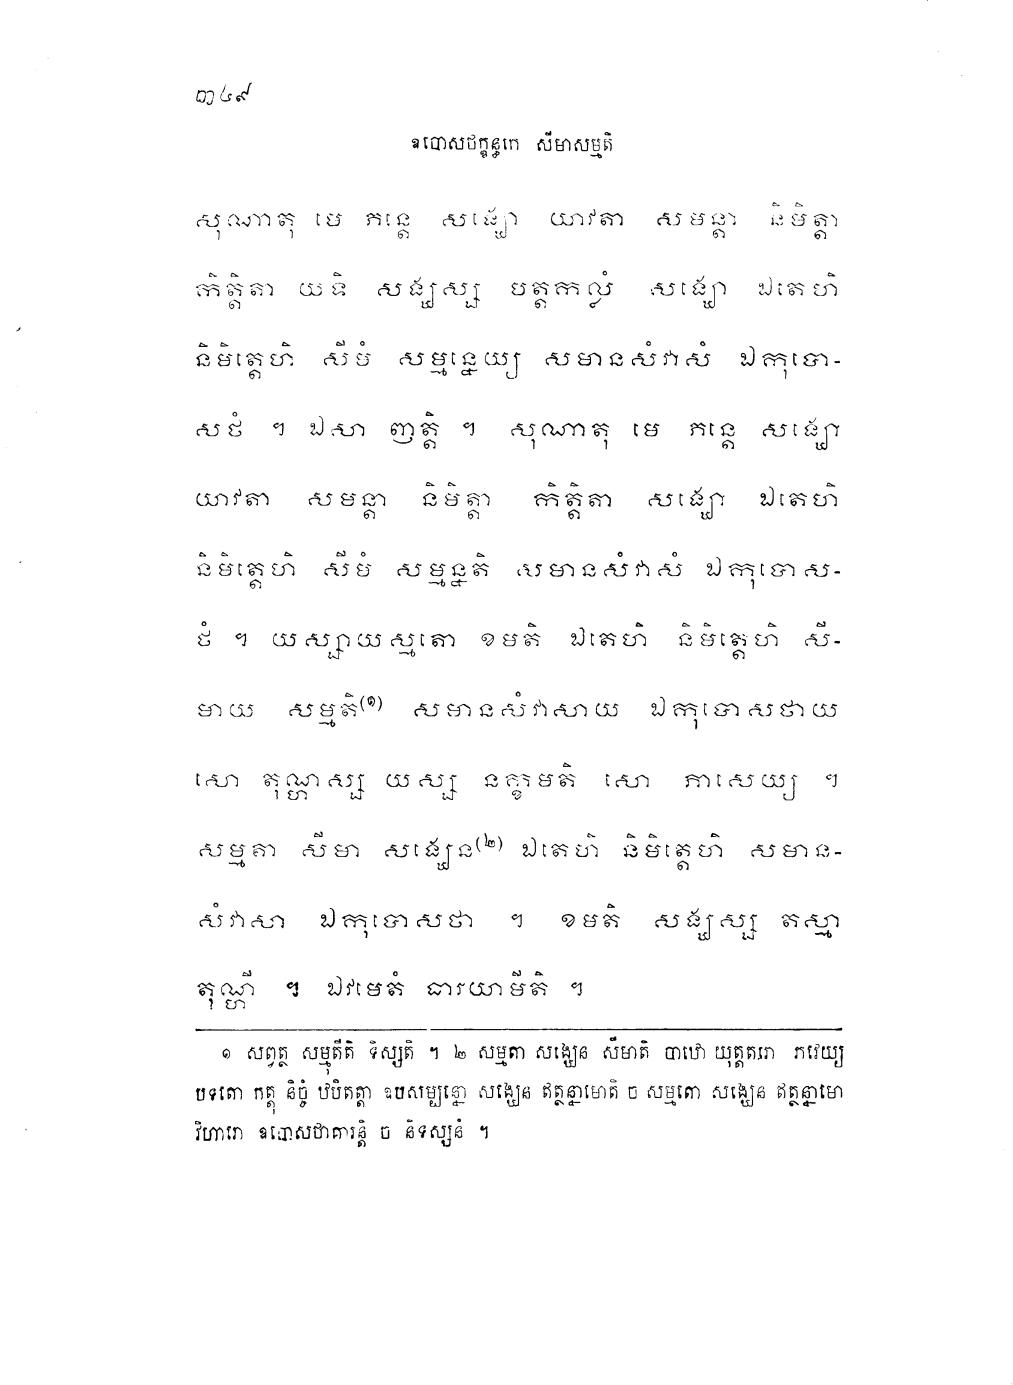 ៣៤៩
ឧបោសថក្ខន្ធកេ សីមាសម្មតិ
សុណាតុ មេ ភន្តេ សង្ឃោ យាវតា សមន្តា និមិត្តា
កិត្តិតា យទិ សង្ឃស្ស បត្តកល្លំ សង្ឃោ ឯតេហិ
និមិត្តេហិ សីមំ សម្មន្នេយ្យ សមានសំវាសំ ឯកុបោ-
សថំ ។ ឯសា ញត្តិ ។ សុណាតុ មេ ភន្តេ សង្ឃោ
យាវតា សមន្តា និមិត្តា កិត្តិតា សង្ឃោ ឯតេហិ
និមិត្តេហិ សីមំ សម្មន្នតិ សមានសំវាសំ ឯកុបោស-
ថំ ។ យស្សាយស្មតោ ខមតិ ឯតេហិ និមិត្តេហិ សី-
មាយ សម្មតិ(១) សមានសំវាសាយ ឯកុបោសថាយ
សោ តុណ្ហស្ស យស្ស នក្ខមតិ សោ ភាសេយ្យ ។
សម្មតា សីមា សង្ឃេន(២) ឯតេហិ និមិត្តេហិ សមាន-
សំវាសា ឯកុបោសថា ។ ខមតិ សង្ឃស្ស តស្មា
តុណ្ហី ។ ឯវមេតំ ធារយាមីតិ ។
១ សព្វត្ថ សម្មុតីតិ ទិស្សតិ ។ ២ សម្មតា សង្ឃេន សីមាតិ បាឋោ យុត្តតរោ ភវេយ្យ
បទតោ កត្តុ និច្ចំ ឋបិតត្តា ឧបសម្បន្នោ សង្ឃេន ឥត្ថន្នាមោតិ ច សម្មតោ សង្ឃេន ឥត្ថន្នាមោ
វិហារោ ឧបោសថាគារន្តិ ច និទស្សនំ ។